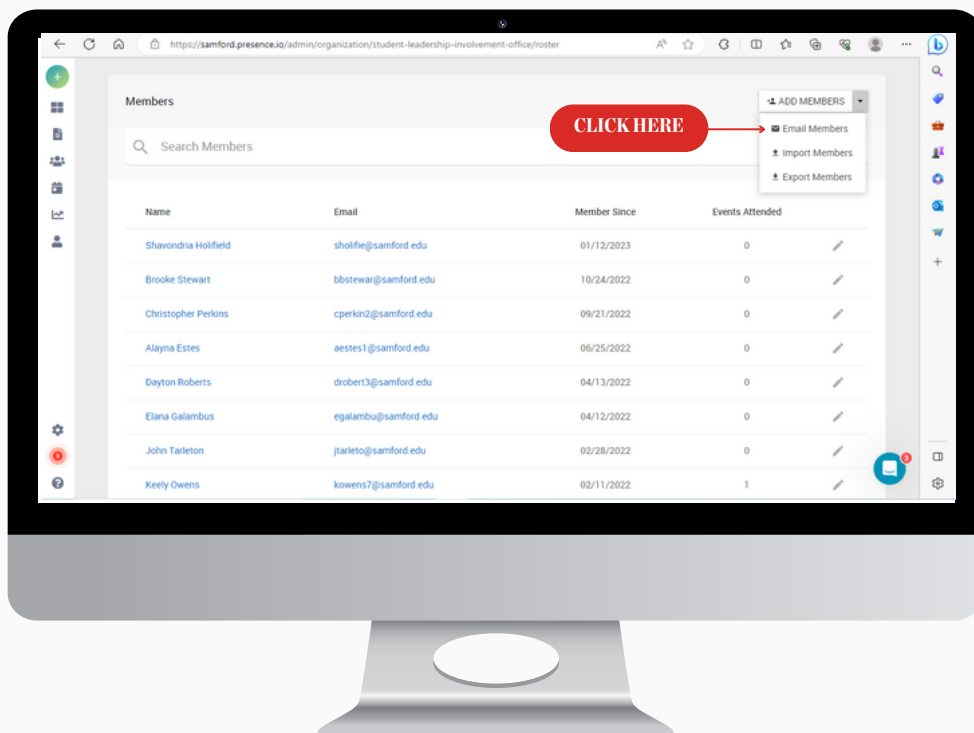 https://samford.presence.io/admin/organization/student-leadership-involvement-office/roster
Members
ADD MEMBERS
CLICK HERE
Email Members
Search Members
Import Members
Export Members
Name Email Member Since Events Attended
Shavondria Holifield sholifie@samford.edu 01/12/2023 0
Brooke Stewart bbstewar@samford.edu 10/24/2022 0
Christopher Perkins cperkin2@samford.edu 09/21/2022 0
Alayna Estes aestes1@samford.edu 06/25/2022 0
Dayton Roberts drobert3@samford.edu 04/13/2022 0
Elana Galambus egalambu@samford.edu 04/12/2022 0
John Tarleton jtarleto@samford.edu 02/28/2022 0
Keely Owens kowens7@samford.edu 02/11/2022 1
3